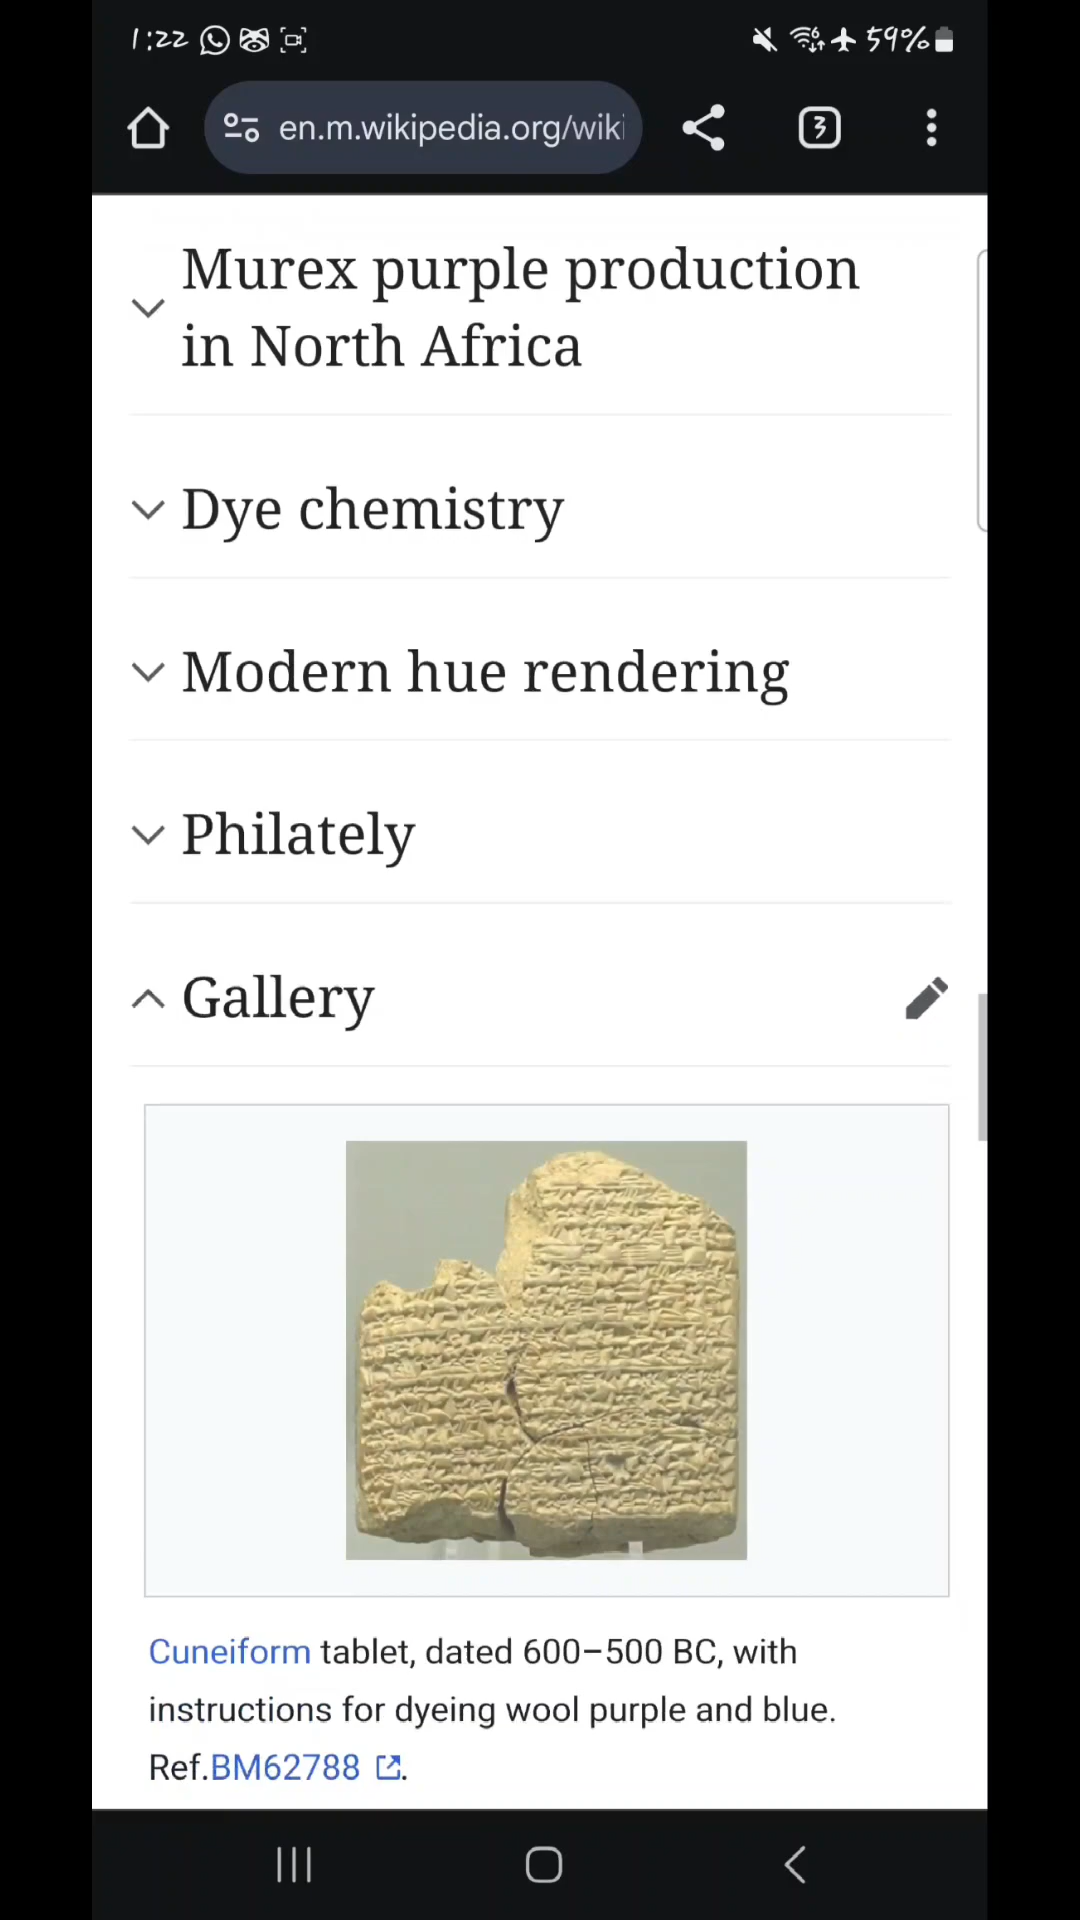 1:22 59%
en.m.wikipedia.org/wiki
3
Murex purple production
in North Africa
Dye chemistry
Modern hue rendering
Philately
Gallery
Cuneiform tablet, dated 600–500 BC, with
instructions for dyeing wool purple and blue.
Ref.BM62788.